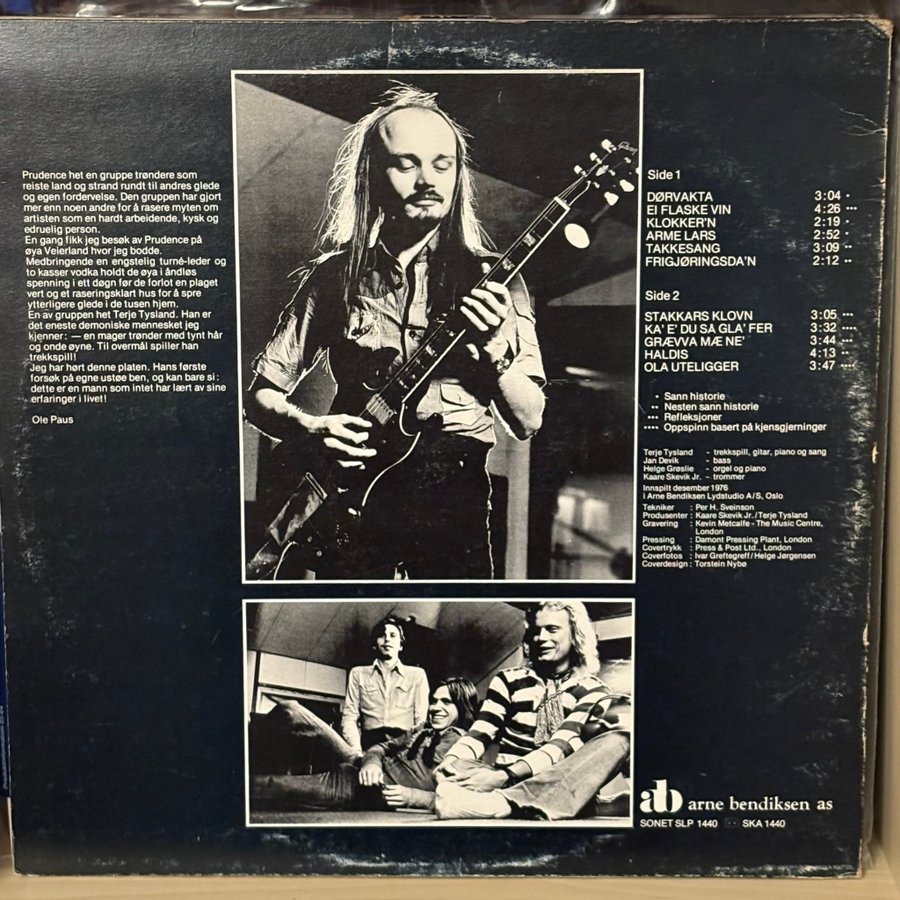 Prudence het en gruppe trøndere som
reiste land og strand rundt til andres glede
og egen fordervelse. Den gruppen har gjort
mer enn noen andre for å rasere myten om
artisten som en hardt arbeidende, kysk og
edruelig person.
En gang fikk jeg besøk av Prudence på
øya Veierland hvor jeg bodde.
Medbringende en engstelig turné-leder og
to kasser vodka holdt de øya i åndløs
spenning i ett døgn før de forlot en plaget
vert og et raseringsklart hus for å spre
ytterligere glede i de tusen hjem.
En av gruppen het Terje Tysland. Han er
det eneste demoniske mennesket jeg
kjenner: — en mager trønder med tynt hår
og onde øyne. Til overmål spiller han
trekkspill!
Jeg har hørt denne platen. Hans første
forsøk på egne ustøe ben, og kan bare si:
dette er en mann som intet har lært av sine
erfaringer i livet!
Ole Paus
Side 1
DØRVAKTA 3:04 •
EI FLASKE VIN 4:26 •••
KLOKKER'N 2:19 •
ARME LARS 2:52 •
TAKKESANG 3:09 ••
FRIGJØRINGSDA'N 2:12 ••
Side 2
STAKKARS KLOVN 3:05 •••
KA' E' DU SA GLA' FER 3:32 ••••
GRÆVVA MÆ NE' 3:44 •••
HALDIS 4:13 ••
OLA UTELIGGER 3:47 ••••
• Sann historie
•• Nesten sann historie
••• Refleksjoner
•••• Oppspinn basert på kjensgjerninger
Terje Tysland - trekkspill, gitar, piano og sang
Jan Devik - bass
Helge Grøslie - orgel og piano
Kaare Skevik Jr. - trommer
Innspilt desember 1976
i Arne Bendiksen Lydstudio A/S, Oslo
Tekniker : Per H. Sveinson
Produsenter : Kaare Skevik Jr./Terje Tysland
Gravering : Kevin Metcalfe - The Music Centre,
London
Pressing : Damont Pressing Plant, London
Covertrykk : Press & Post Ltd., London
Coverfotos : Ivar Greftegreff/Helge Jørgensen
Coverdesign : Torstein Nybø
ab arne bendiksen as
SONET SLP 1440 SKA 1440
Gibson